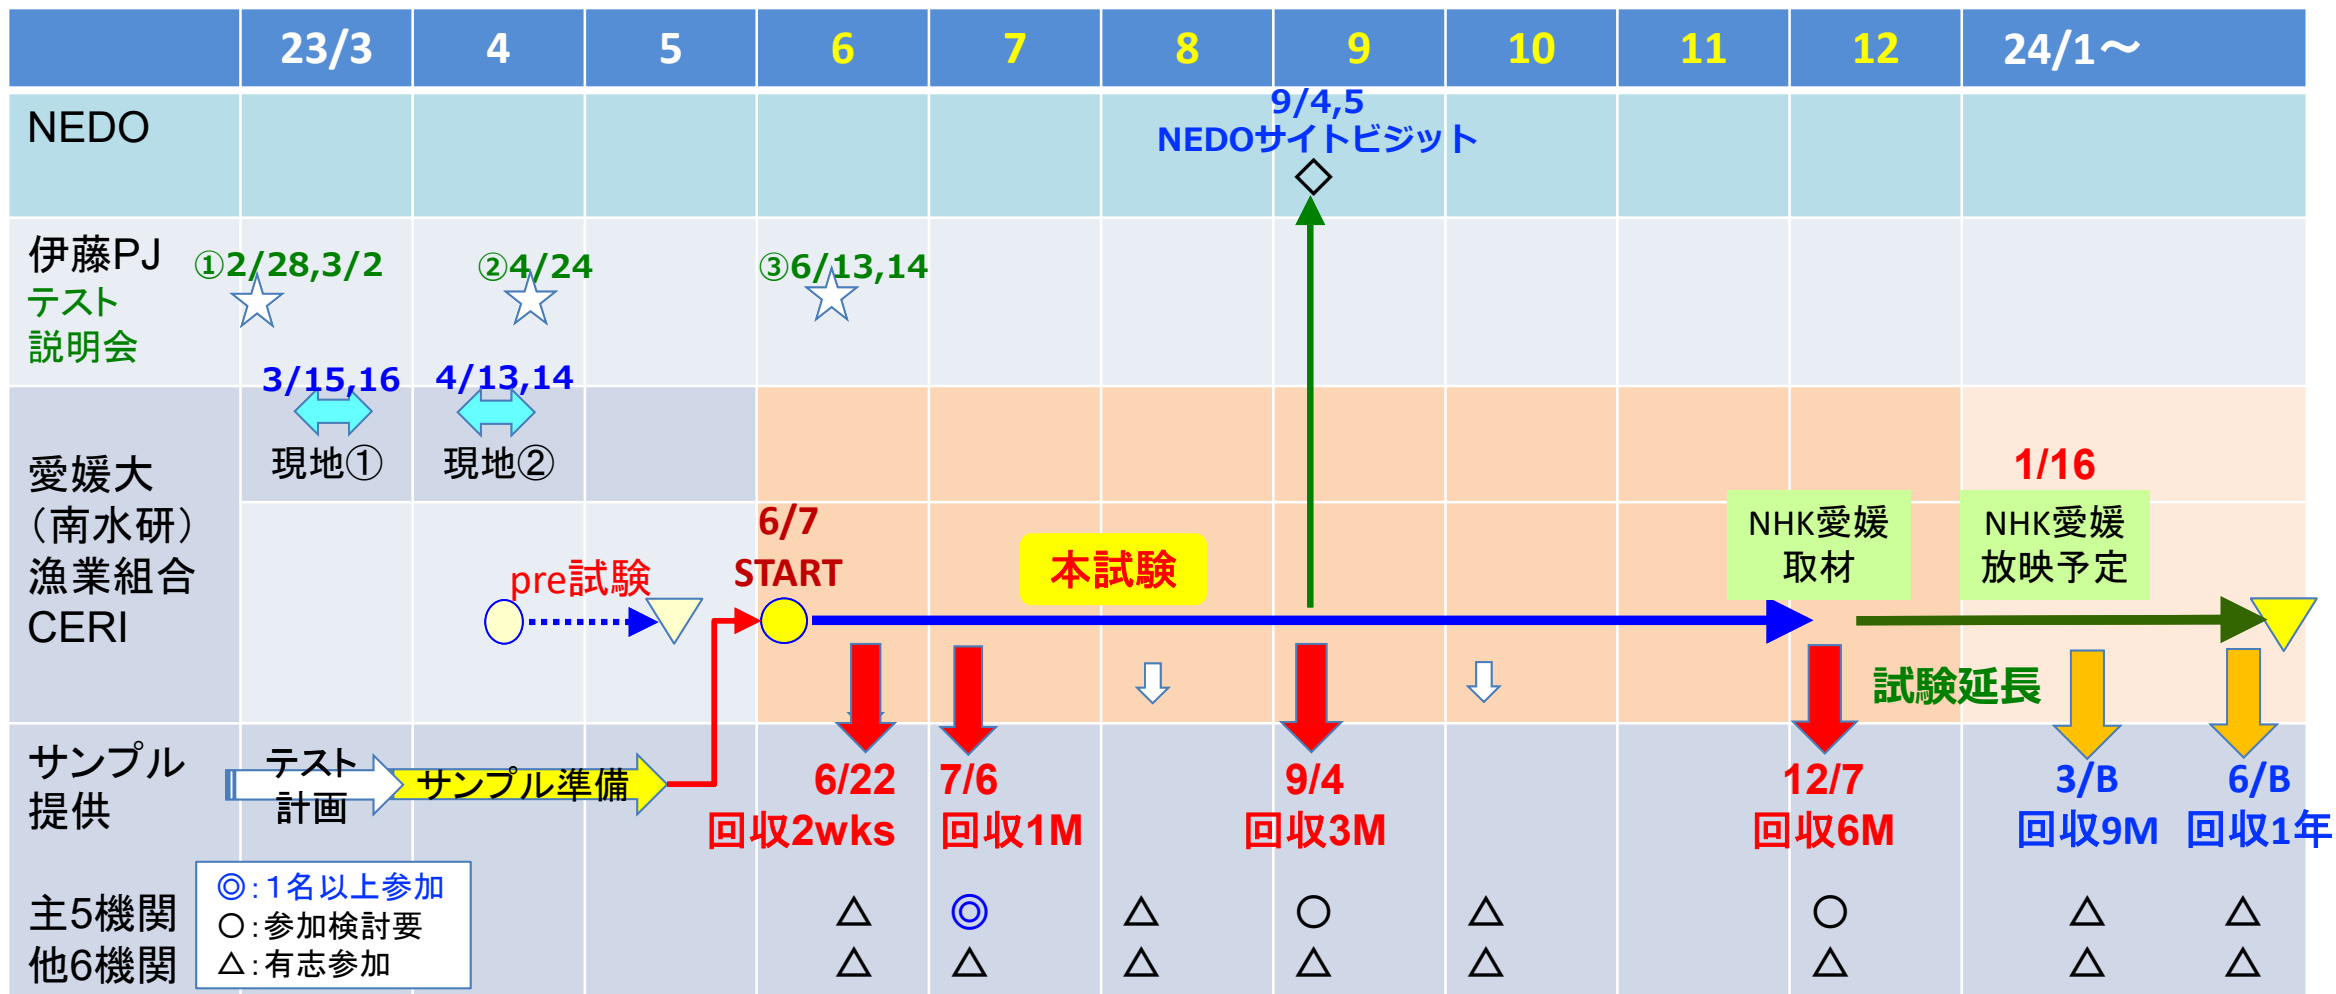 23/3 4 5 6 7 8 9 10 11 12 24/1～
NEDO
9/4,5
NEDOサイトビジット
◇
伊藤PJ
テスト
説明会
①2/28,3/2
②4/24
③6/13,14
愛媛大
（南水研）
漁業組合
CERI
3/15,16
現地①
4/13,14
現地②
pre試験
6/7
START
本試験
NHK愛媛
取材
1/16
NHK愛媛
放映予定
試験延長
サンプル
提供
テスト
計画
サンプル準備
6/22
回収2wks
7/6
回収1M
9/4
回収3M
12/7
回収6M
3/B
回収9M
6/B
回収1年
◎：１名以上参加
○：参加検討要
△：有志参加
主5機関 △ ◎ △ ○ △ ○ △ △
他6機関 △ △ △ △ △ △ △ △